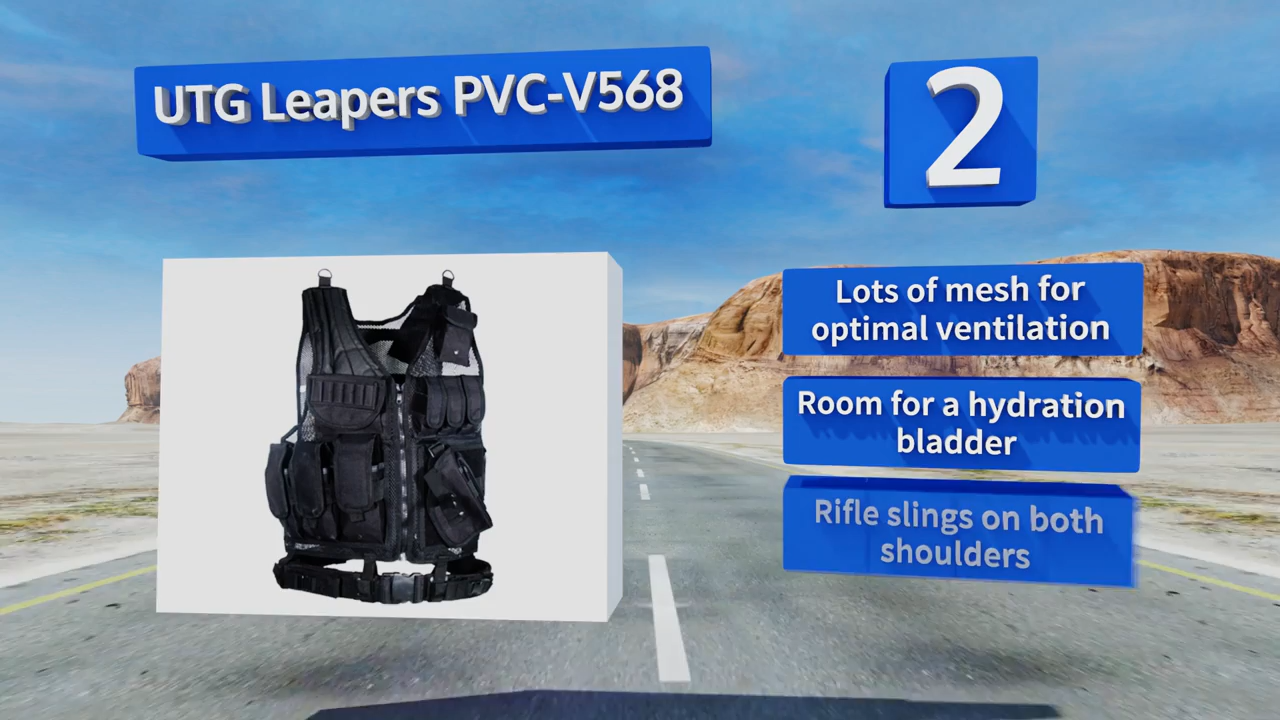 UTG Leapers PVC-V568
2
Lots of mesh for
optimal ventilation
Room for a hydration
bladder
Rifle slings on both
shoulders